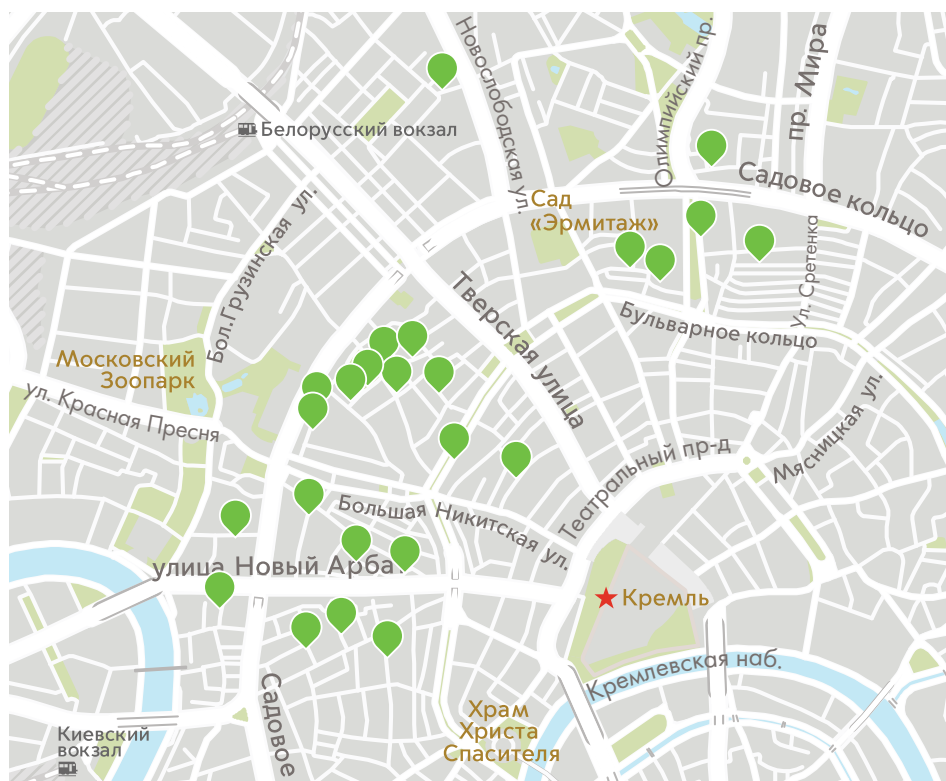 Новослободская ул.
Олимпийский пр.
пр. Мира
Белорусский вокзал
Садовое кольцо
Сад
«Эрмитаж»
Бол.Грузинская ул.
Ул. Сретенка
Тверская улица
Бульварное кольцо
Московский
Зоопарк
ул. Красная Пресня
Мясницкая ул.
Театральный пр-д
Большая Никитская ул.
улица Новый Арбат
Кремль
Кремлевская наб.
Садовое
Храм
Христа
Спасителя
Киевский
вокзал